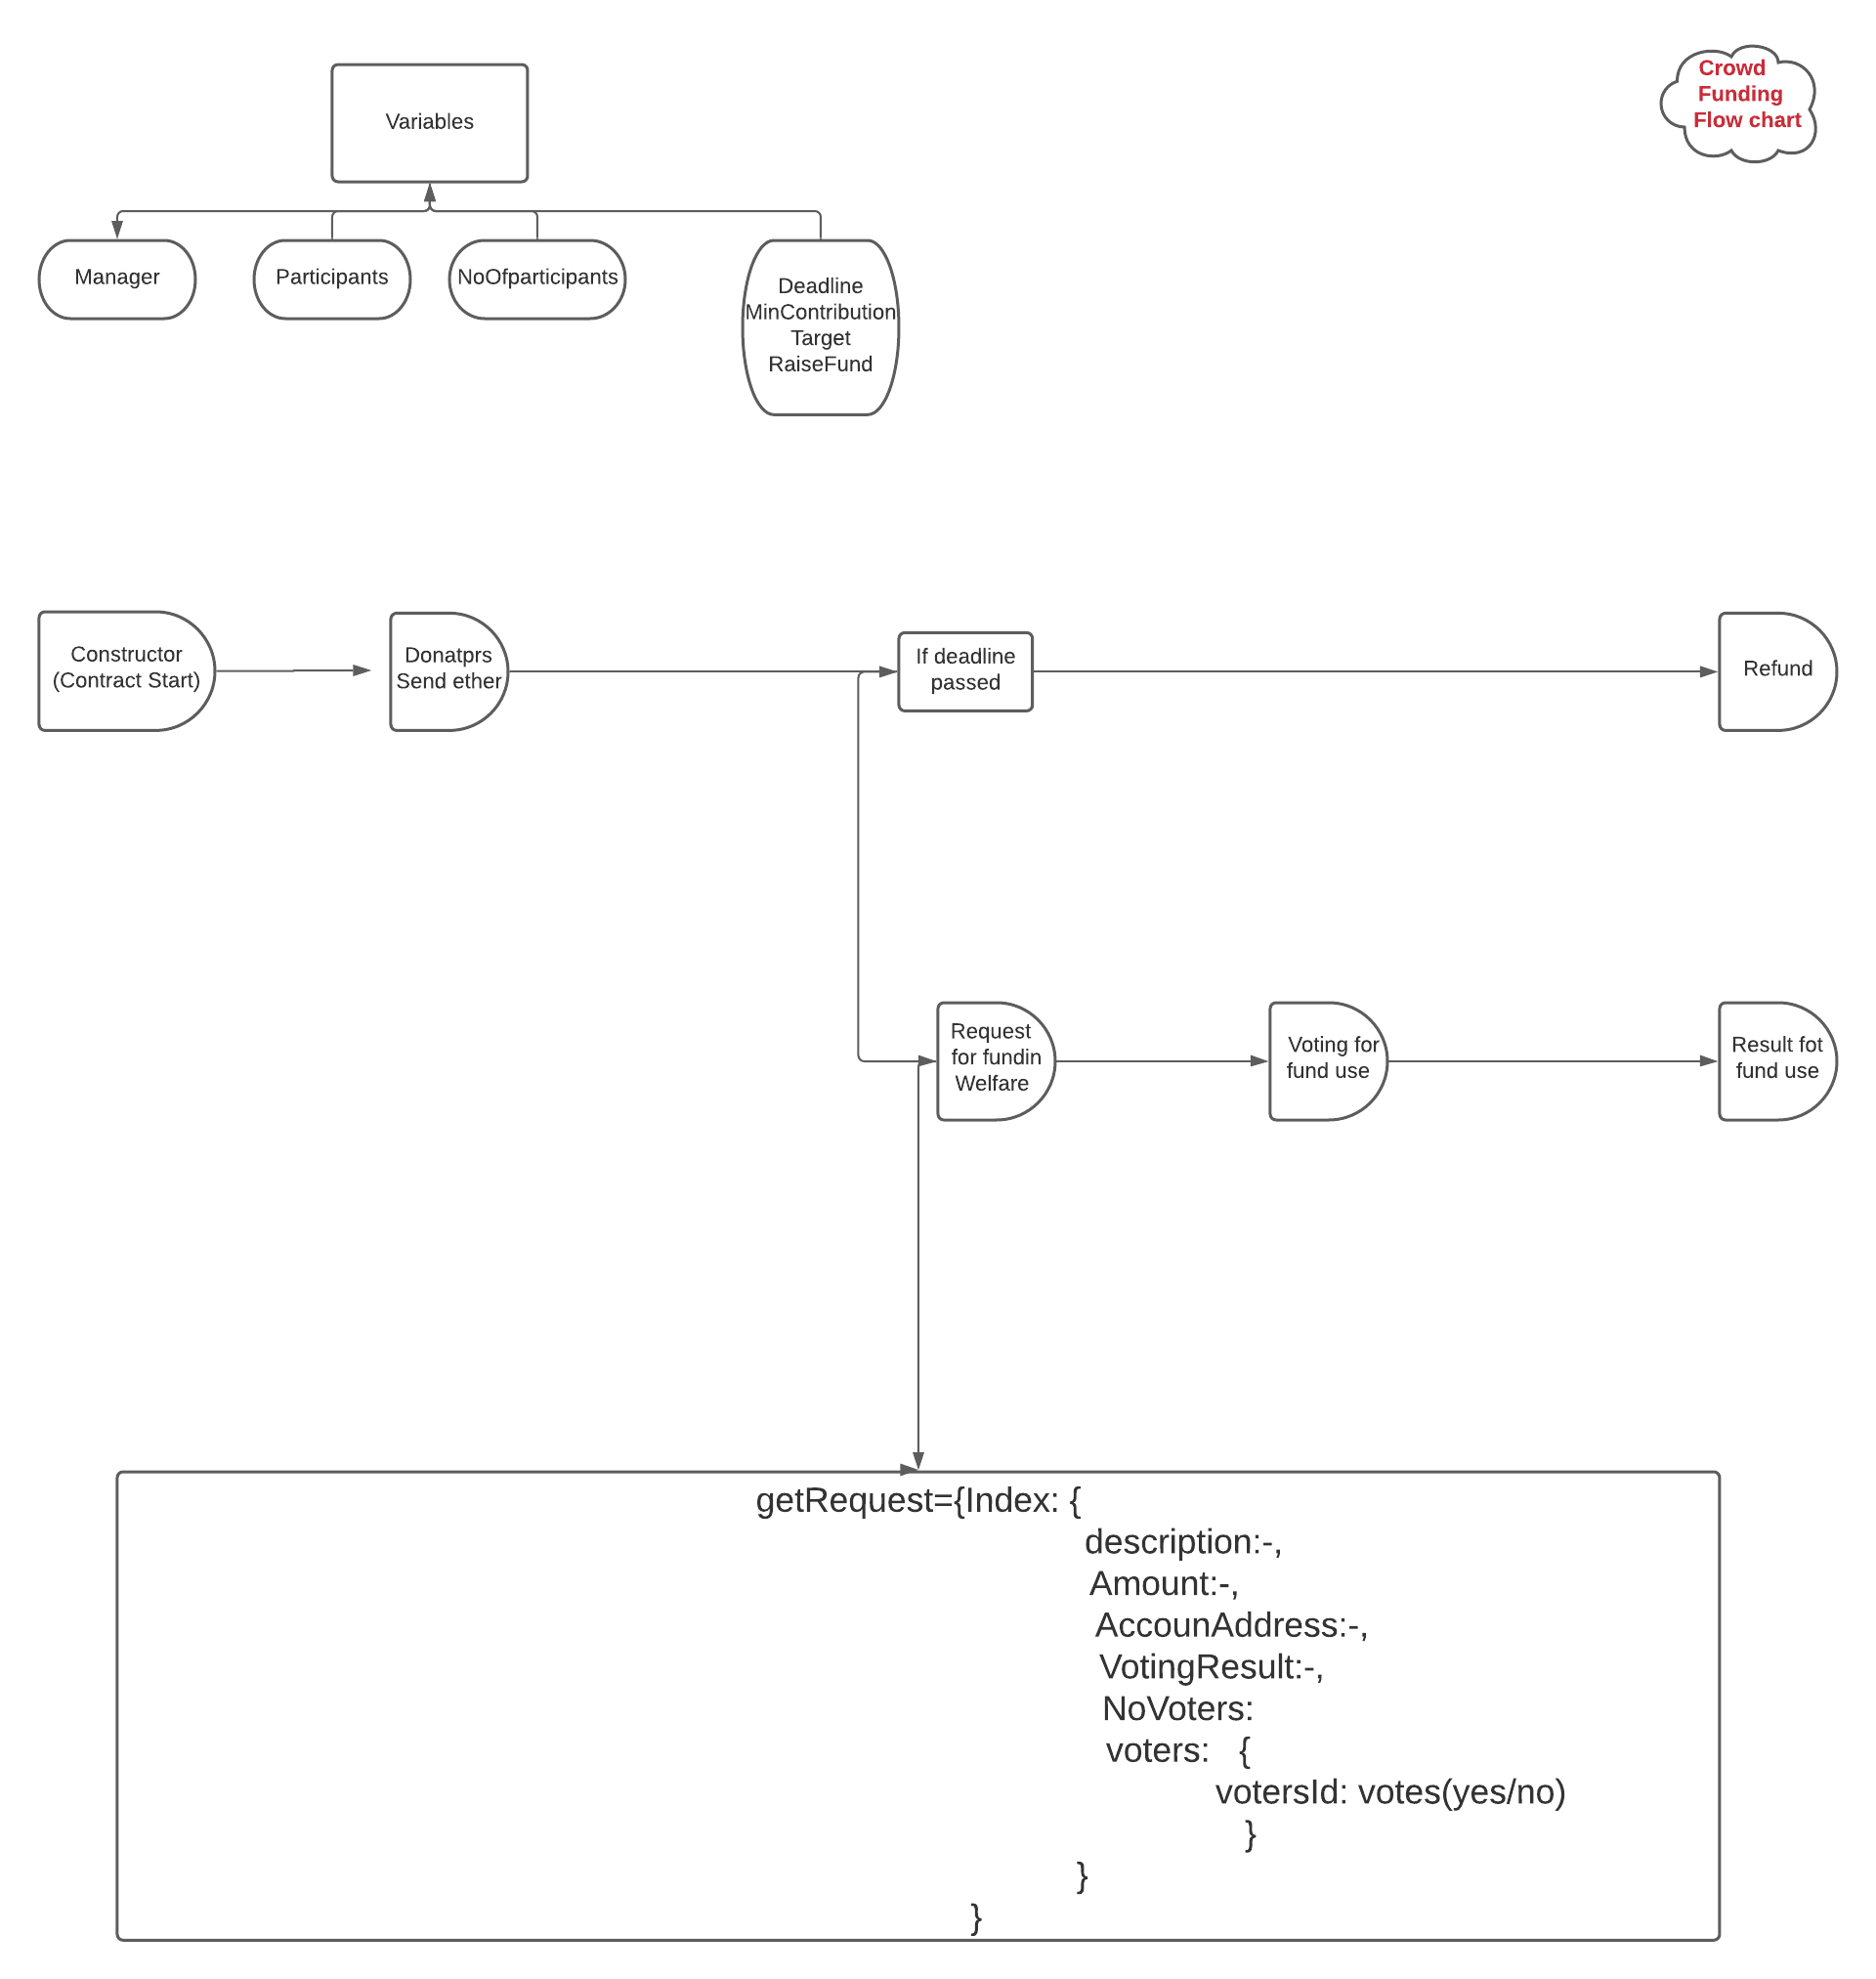 Crowd
Funding
Flow chart
Variables
Manager
Participants
NoOfparticipants
Deadline
MinContribution
Target
RaiseFund
Constructor
(Contract Start)
Donatprs
Send ether
If deadline
passed
Refund
Request
for fundin
Welfare
Voting for
fund use
Result fot
fund use
getRequest={Index: {
description:-,
Amount:-,
AccounAddress:-,
VotingResult:-,
NoVoters:
voters:   {
votersId: votes(yes/no)
}
}
}